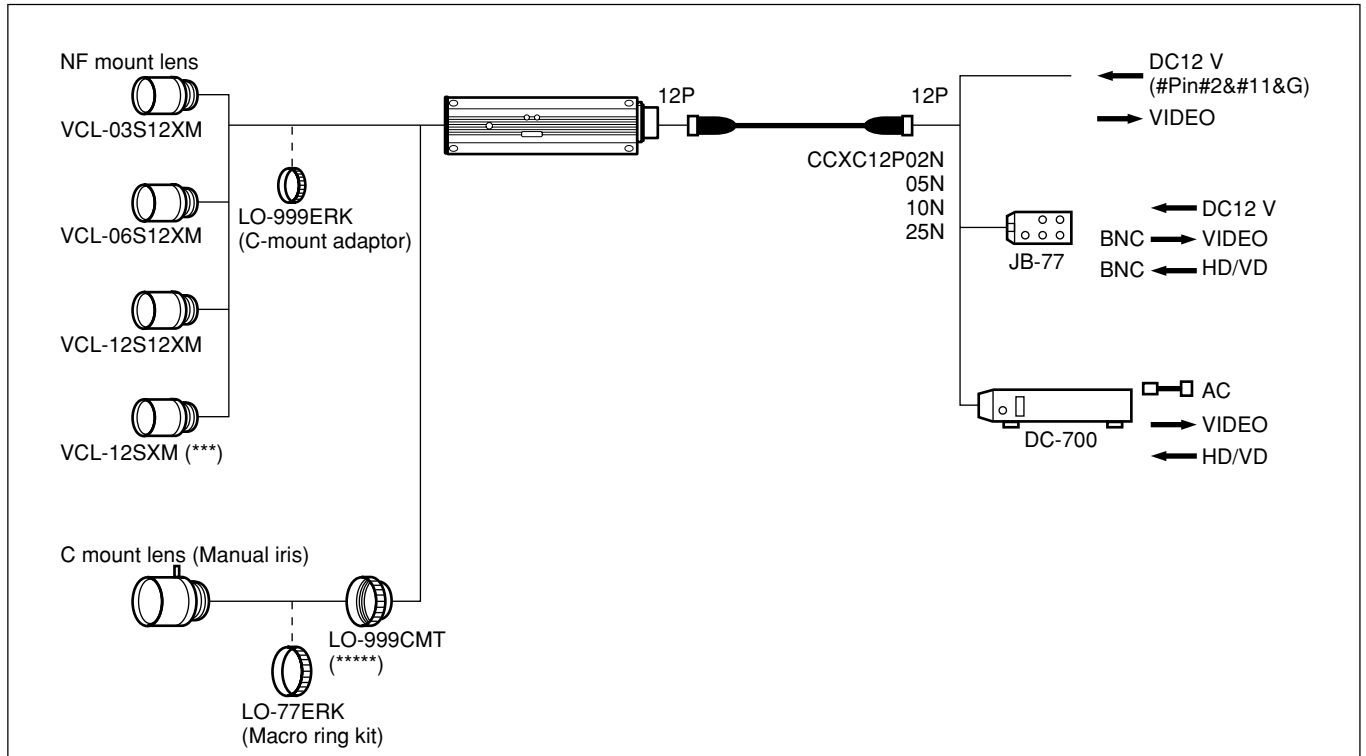 NF mount lens
VCL-03S12XM
VCL-06S12XM
VCL-12S12XM
VCL-12SXM (***)
LO-999ERK
(C-mount adaptor)
C mount lens (Manual iris)
LO-999CMT
(*****)
LO-77ERK
(Macro ring kit)
12P
12P
CCXC12P02N
05N
10N
25N
DC12 V
(#Pin#2&#11&G)
VIDEO
JB-77
DC12 V
BNC VIDEO
BNC HD/VD
DC-700
AC
VIDEO
HD/VD